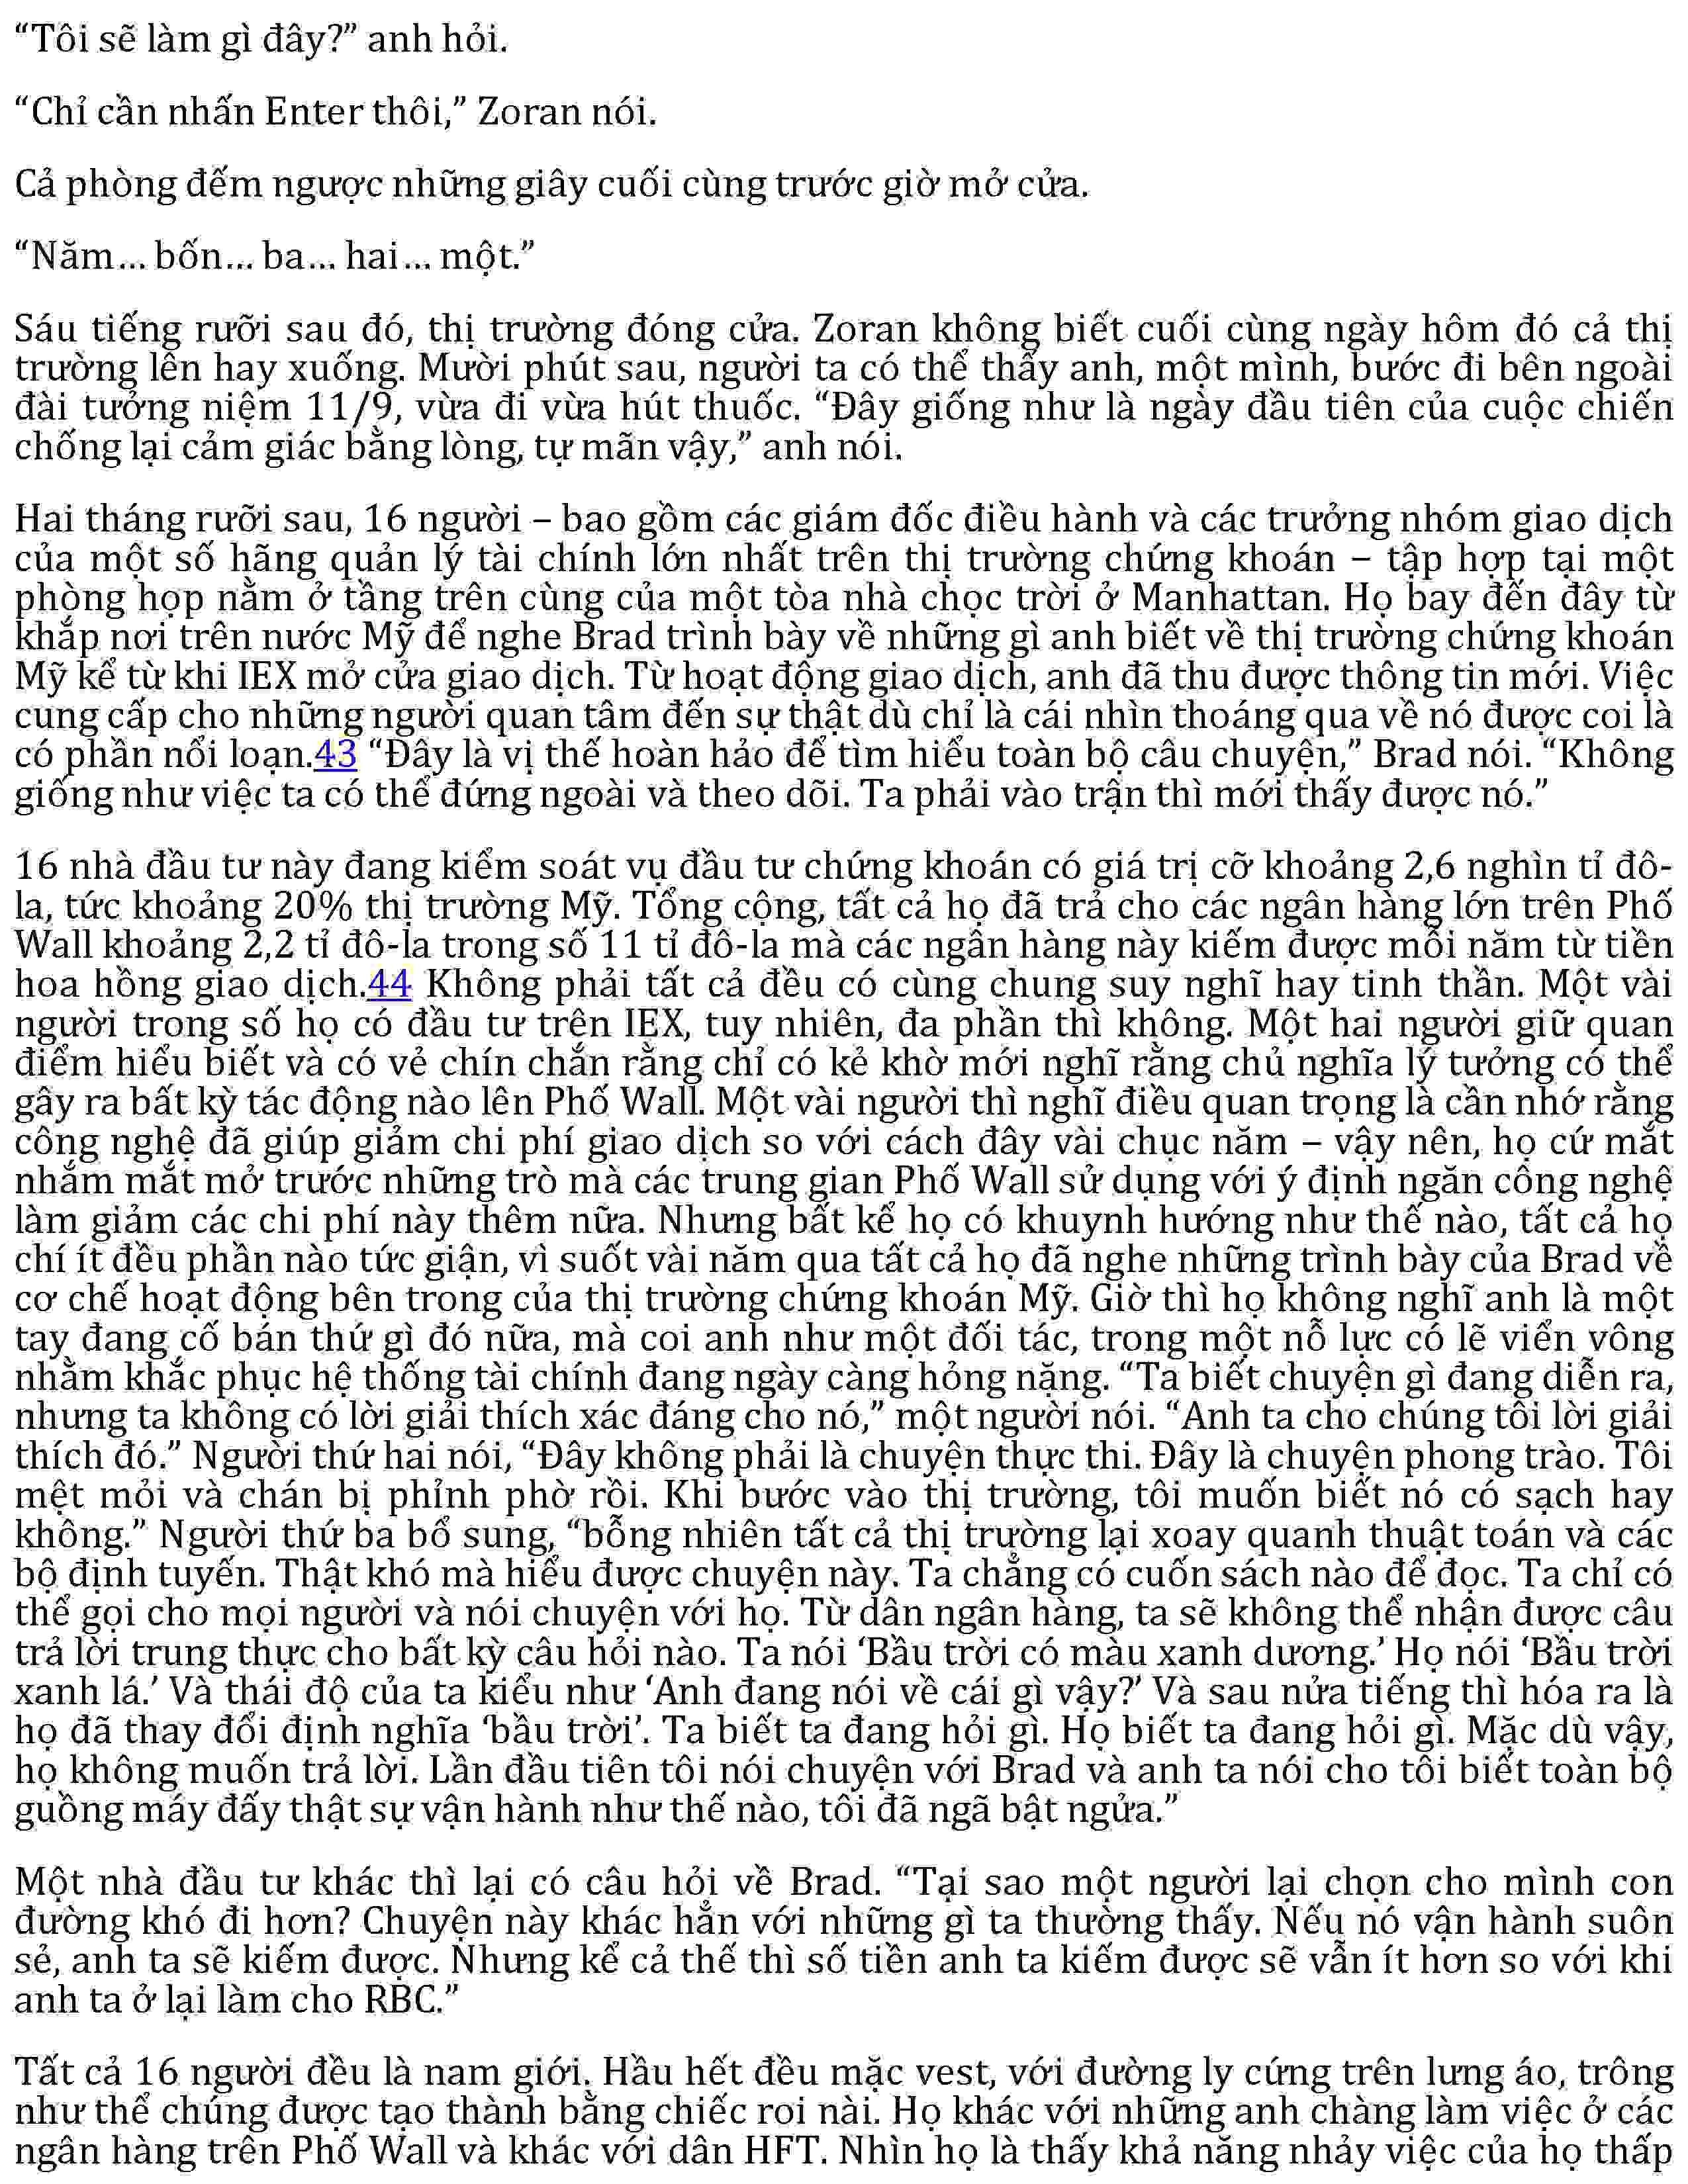 “Tôi sẽ làm gì đây?” anh hỏi.
“Chỉ cần nhấn Enter thôi,” Zoran nói.
Cả phòng đếm ngược những giây cuối cùng trước giờ mở cửa.
“Năm… bốn… ba… hai… một.”
Sáu tiếng rưỡi sau đó, thị trường đóng cửa. Zoran không biết cuối cùng ngày hôm đó cả thị
trường lên hay xuống. Mười phút sau, người ta có thể thấy anh, một mình, bước đi bên ngoài
đài tưởng niệm 11/9, vừa đi vừa hút thuốc. “Đây giống như là ngày đầu tiên của cuộc chiến
chống lại cảm giác bằng lòng, tự mãn vậy,” anh nói.
Hai tháng rưỡi sau, 16 người – bao gồm các giám đốc điều hành và các trưởng nhóm giao dịch
của một số hãng quản lý tài chính lớn nhất trên thị trường chứng khoán – tập hợp tại một
phòng họp nằm ở tầng trên cùng của một tòa nhà chọc trời ở Manhattan. Họ bay đến đây từ
khắp nơi trên nước Mỹ để nghe Brad trình bày về những gì anh biết về thị trường chứng khoán
Mỹ kể từ khi IEX mở cửa giao dịch. Từ hoạt động giao dịch, anh đã thu được thông tin mới. Việc
cung cấp cho những người quan tâm đến sự thật dù chỉ là cái nhìn thoáng qua về nó được coi là
có phần nổi loạn.43 “Đây là vị thế hoàn hảo để tìm hiểu toàn bộ câu chuyện,” Brad nói. “Không
giống như việc ta có thể đứng ngoài và theo dõi. Ta phải vào trận thì mới thấy được nó.”
16 nhà đầu tư này đang kiểm soát vụ đầu tư chứng khoán có giá trị cỡ khoảng 2,6 nghìn tỉ đô-
la, tức khoảng 20% thị trường Mỹ. Tổng cộng, tất cả họ đã trả cho các ngân hàng lớn trên Phố
Wall khoảng 2,2 tỉ đô-la trong số 11 tỉ đô-la mà các ngân hàng này kiếm được mỗi năm từ tiền
hoa hồng giao dịch.44 Không phải tất cả đều có cùng chung suy nghĩ hay tinh thần. Một vài
người trong số họ có đầu tư trên IEX, tuy nhiên, đa phần thì không. Một hai người giữ quan
điểm hiểu biết và có vẻ chín chắn rằng chỉ có kẻ khờ mới nghĩ rằng chủ nghĩa lý tưởng có thể
gây ra bất kỳ tác động nào lên Phố Wall. Một vài người thì nghĩ điều quan trọng là cần nhớ rằng
công nghệ đã giúp giảm chi phí giao dịch so với cách đây vài chục năm – vậy nên, họ cứ mắt
nhắm mắt mở trước những trò mà các trung gian Phố Wall sử dụng với ý định ngăn công nghệ
làm giảm các chi phí này thêm nữa. Nhưng bất kể họ có khuynh hướng như thế nào, tất cả họ
chí ít đều phần nào tức giận, vì suốt vài năm qua tất cả họ đã nghe những trình bày của Brad về
cơ chế hoạt động bên trong của thị trường chứng khoán Mỹ. Giờ thì họ không nghĩ anh là một
tay đang cố bán thứ gì đó nữa, mà coi anh như một đối tác, trong một nỗ lực có lẽ viển vông
nhằm khắc phục hệ thống tài chính đang ngày càng hỏng nặng. “Ta biết chuyện gì đang diễn ra,
nhưng ta không có lời giải thích xác đáng cho nó,” một người nói. “Anh ta cho chúng tôi lời giải
thích đó.” Người thứ hai nói, “Đây không phải là chuyện thực thi. Đây là chuyện phong trào. Tôi
mệt mỏi và chán bị phỉnh phờ rồi. Khi bước vào thị trường, tôi muốn biết nó có sạch hay
không.” Người thứ ba bổ sung, “bỗng nhiên tất cả thị trường lại xoay quanh thuật toán và các
bộ định tuyến. Thật khó mà hiểu được chuyện này. Ta chẳng có cuốn sách nào để đọc. Ta chỉ có
thể gọi cho mọi người và nói chuyện với họ. Từ dân ngân hàng, ta sẽ không thể nhận được câu
trả lời trung thực cho bất kỳ câu hỏi nào. Ta nói ‘Bầu trời có màu xanh dương.’ Họ nói ‘Bầu trời
xanh lá.’ Và thái độ của ta kiểu như ‘Anh đang nói về cái gì vậy?’ Và sau nửa tiếng thì hóa ra là
họ đã thay đổi định nghĩa ‘bầu trời’. Ta biết ta đang hỏi gì. Họ biết ta đang hỏi gì. Mặc dù vậy,
họ không muốn trả lời. Lần đầu tiên tôi nói chuyện với Brad và anh ta nói cho tôi biết toàn bộ
guồng máy đấy thật sự vận hành như thế nào, tôi đã ngã bật ngửa.”
Một nhà đầu tư khác thì lại có câu hỏi về Brad. “Tại sao một người lại chọn cho mình con
đường khó đi hơn? Chuyện này khác hẳn với những gì ta thường thấy. Nếu nó vận hành suôn
sẻ, anh ta sẽ kiếm được. Nhưng kể cả thế thì số tiền anh ta kiếm được sẽ vẫn ít hơn so với khi
anh ta ở lại làm cho RBC.”
Tất cả 16 người đều là nam giới. Hầu hết đều mặc vest, với đường ly cứng trên lưng áo, trông
như thể chúng được tạo thành bằng chiếc roi nài. Họ khác với những anh chàng làm việc ở các
ngân hàng trên Phố Wall và khác với dân HFT. Nhìn họ là thấy khả năng nhảy việc của họ thấp